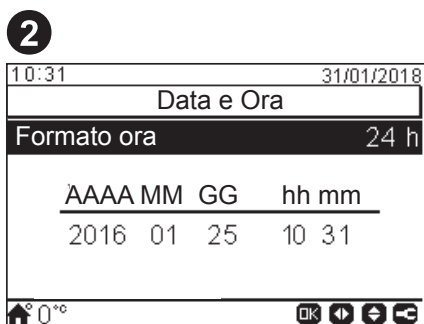 2
10:31 31/01/2018
Data e Ora
Formato ora 24 h
AAAA MM GG hh mm
2016 01 25 10 31
0°c OK